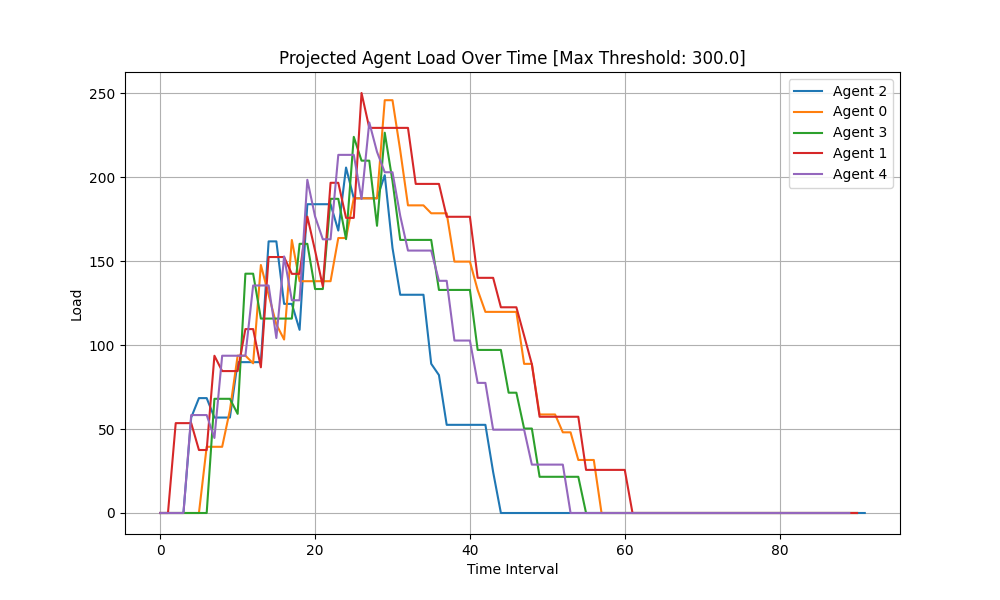 Projected Agent Load Over Time [Max Threshold: 300.0]
Agent 2
Agent 0
Agent 3
Agent 1
Agent 4
Load
250
200
150
100
50
0
0 20 40 60 80
Time Interval